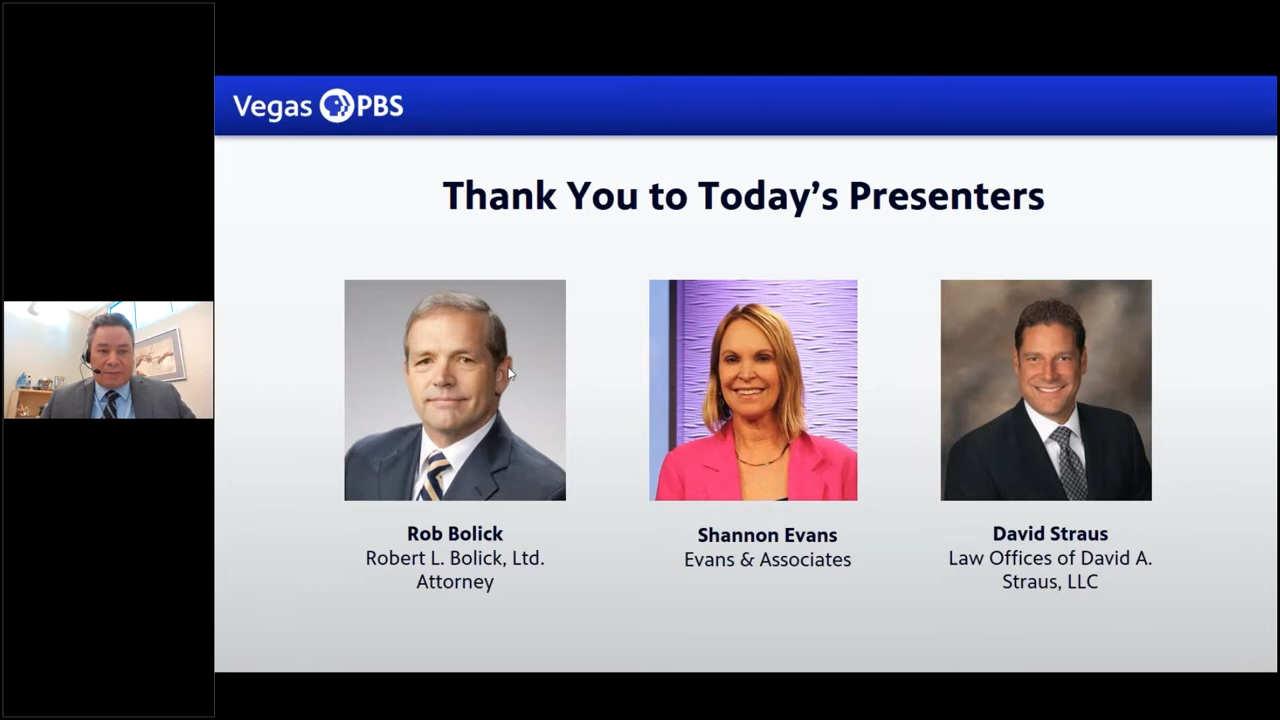 Vegas PBS
Thank You to Today's Presenters
Rob Bolick
Robert L. Bolick, Ltd.
Attorney
Shannon Evans
Evans & Associates
David Straus
Law Offices of David A.
Straus, LLC